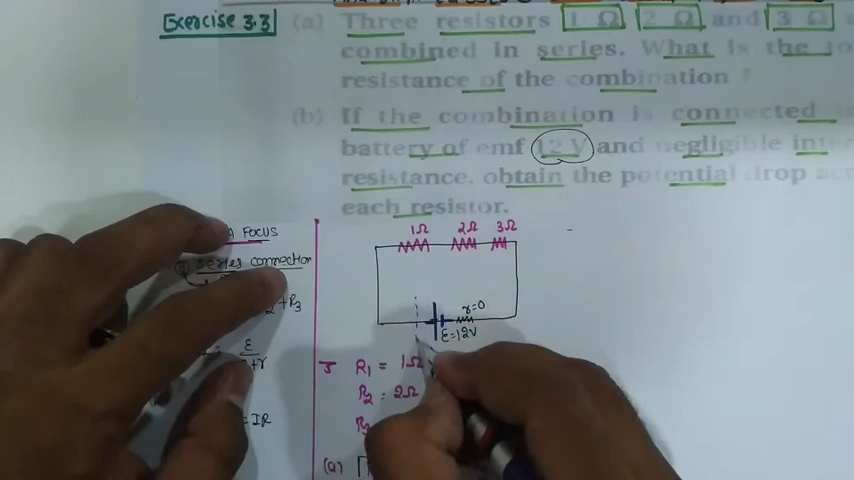 Exercise 3.3
(a) Three resistors 1 Ω 2 Ω and 3 Ω
combined in series. What is the
resistance of the combination ?
(b) If the combination is connected
battery of emf 12 V and negligible
resistance, obtain the potential drop
each resistor.
FOCUS
series connection
+R3
1Ω 2Ω 3Ω
r=0
ε=12V
R1 = 1Ω
R2 = 2Ω
= IR
(a)